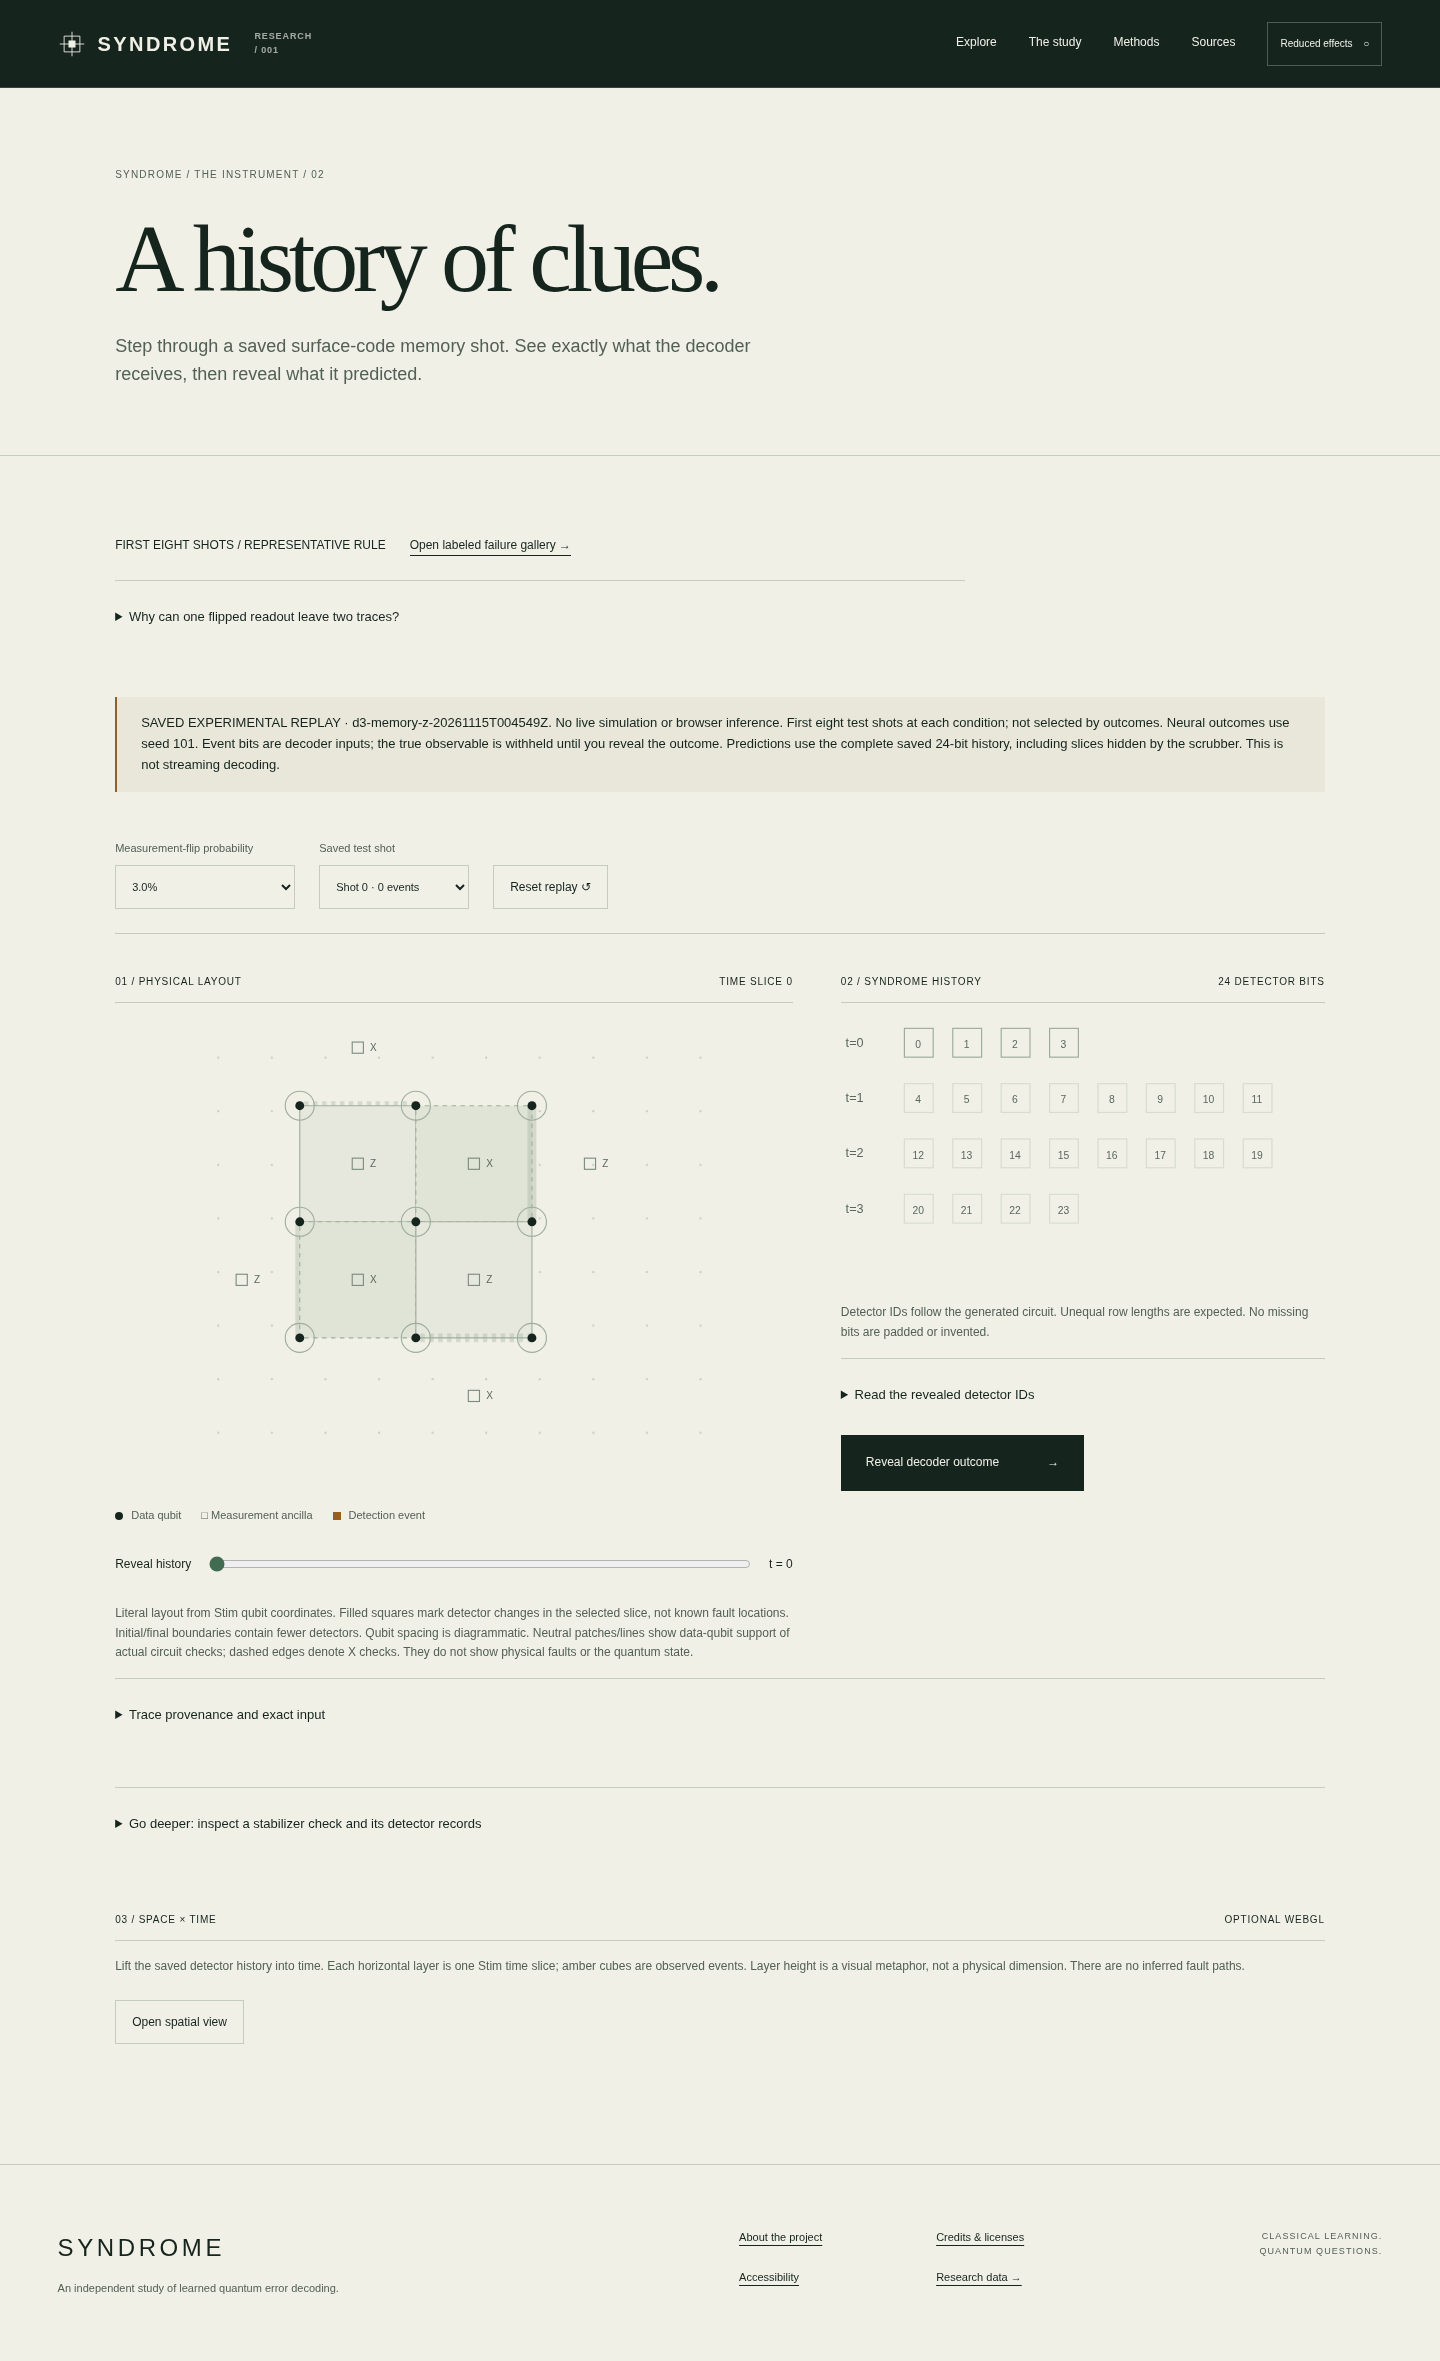 SYNDROME
RESEARCH
/ 001
Explore
The study
Methods
Sources
Reduced effects ○
SYNDROME / THE INSTRUMENT / 02
A history of clues.
Step through a saved surface-code memory shot. See exactly what the decoder
receives, then reveal what it predicted.
FIRST EIGHT SHOTS / REPRESENTATIVE RULE
Open labeled failure gallery →
▶ Why can one flipped readout leave two traces?
SAVED EXPERIMENTAL REPLAY · d3-memory-z-20261115T004549Z. No live simulation or browser inference. First eight test shots at each condition; not selected by outcomes. Neural outcomes use
seed 101. Event bits are decoder inputs; the true observable is withheld until you reveal the outcome. Predictions use the complete saved 24-bit history, including slices hidden by the scrubber. This is
not streaming decoding.
Measurement-flip probability
Saved test shot
3.0%
Shot 0 · 0 events
Reset replay ↺
01 / PHYSICAL LAYOUT
TIME SLICE 0
X
Z
X
Z
Z
X
Z
X
Data qubit
□ Measurement ancilla
Detection event
Reveal history
t = 0
Literal layout from Stim qubit coordinates. Filled squares mark detector changes in the selected slice, not known fault locations.
Initial/final boundaries contain fewer detectors. Qubit spacing is diagrammatic. Neutral patches/lines show data-qubit support of
actual circuit checks; dashed edges denote X checks. They do not show physical faults or the quantum state.
02 / SYNDROME HISTORY
24 DETECTOR BITS
t=0 0 1 2 3
t=1 4 5 6 7 8 9 10 11
t=2 12 13 14 15 16 17 18 19
t=3 20 21 22 23
Detector IDs follow the generated circuit. Unequal row lengths are expected. No missing
bits are padded or invented.
▶ Read the revealed detector IDs
Reveal decoder outcome →
▶ Trace provenance and exact input
▶ Go deeper: inspect a stabilizer check and its detector records
03 / SPACE × TIME
OPTIONAL WEBGL
Lift the saved detector history into time. Each horizontal layer is one Stim time slice; amber cubes are observed events. Layer height is a visual metaphor, not a physical dimension. There are no inferred fault paths.
Open spatial view
SYNDROME
An independent study of learned quantum error decoding.
About the project
Credits & licenses
Accessibility
Research data →
CLASSICAL LEARNING.
QUANTUM QUESTIONS.